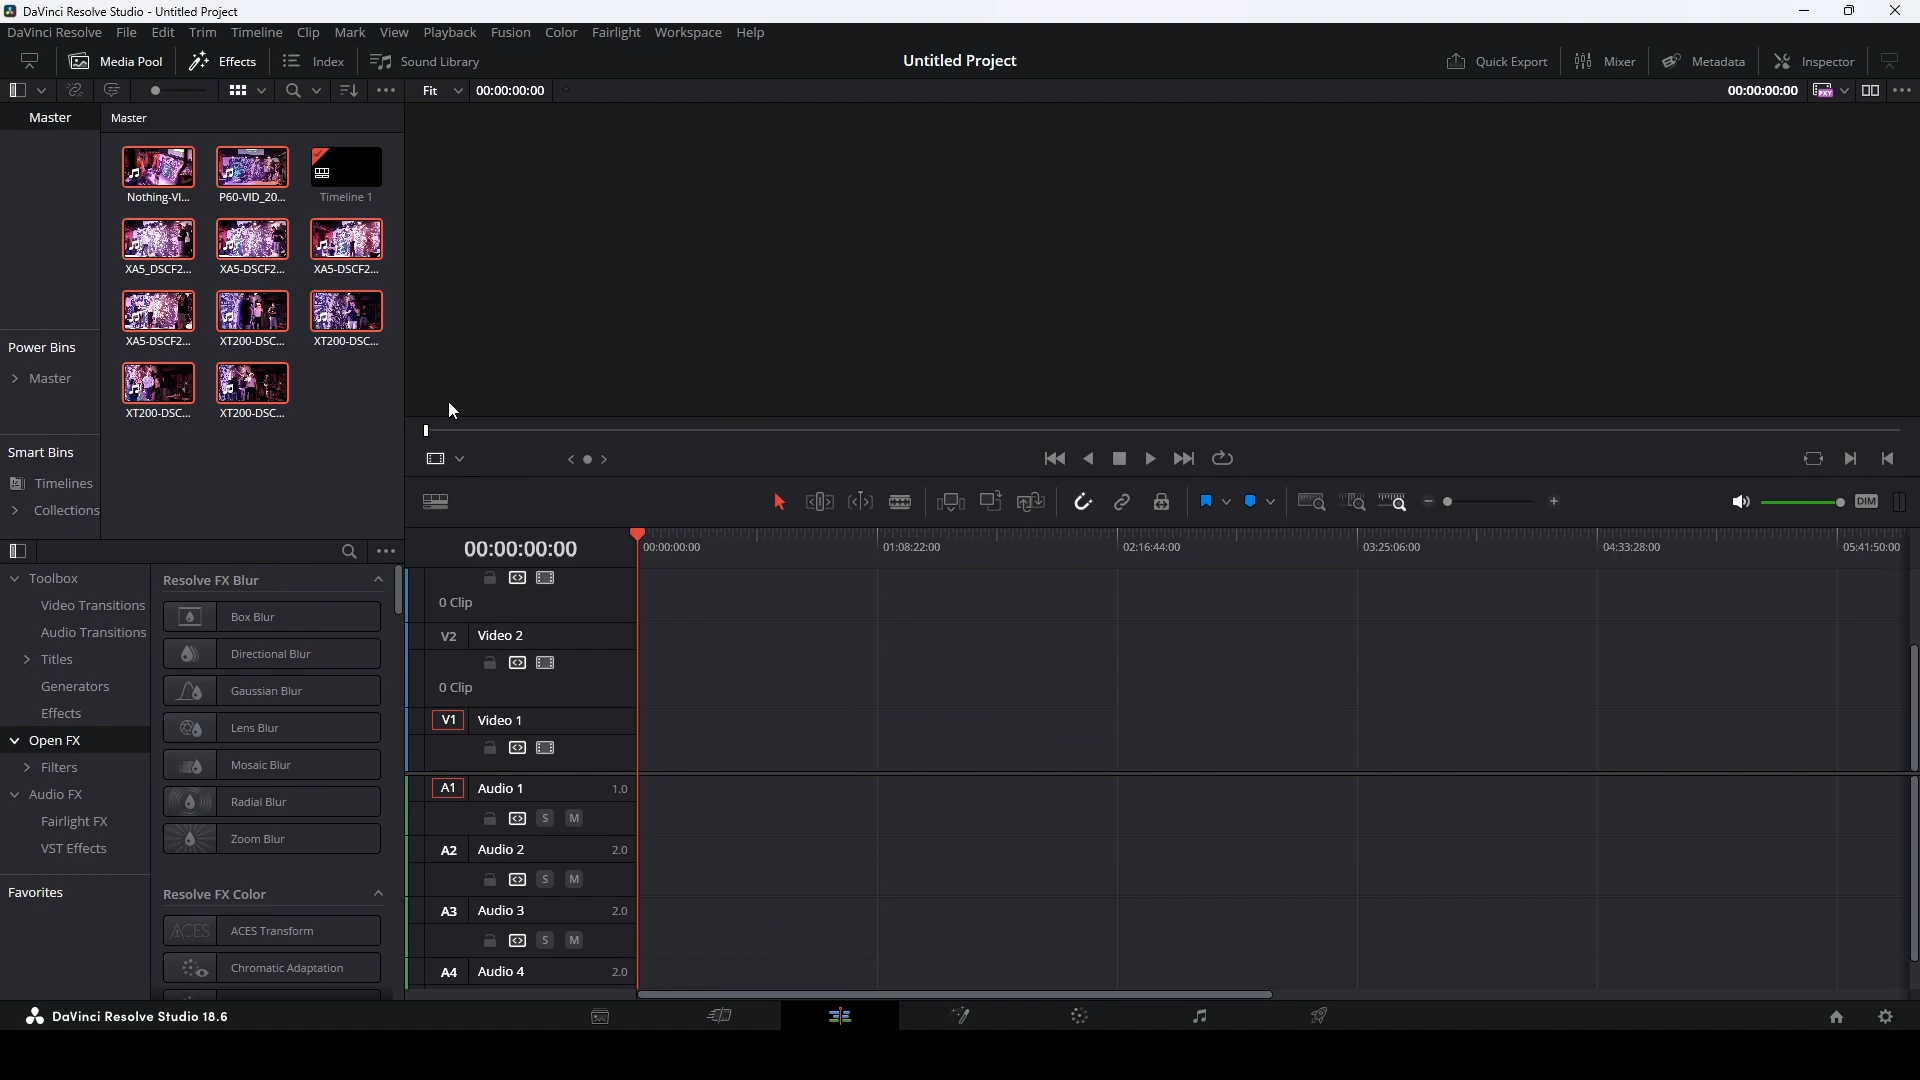 DaVinci Resolve Studio - Untitled Project
DaVinci Resolve File Edit Trim Timeline Clip Mark View Playback Fusion Color Fairlight Workspace Help
Media Pool Effects Index Sound Library Untitled Project Quick Export Mixer Metadata Inspector
Fit 00:00:00:00 00:00:00:00 PXY
Master
Master
Nothing-VI... P60-VID_20... Timeline 1
XA5_DSCF2... XA5-DSCF2... XA5-DSCF2...
XA5-DSCF2... XT200-DSC... XT200-DSC...
XT200-DSC... XT200-DSC...
Power Bins
Master
Smart Bins
Timelines
Collections
DIM
Toolbox
Video Transitions
Audio Transitions
Titles
Generators
Effects
Open FX
Filters
Audio FX
Fairlight FX
VST Effects
Favorites
Resolve FX Blur
Box Blur
Directional Blur
Gaussian Blur
Lens Blur
Mosaic Blur
Radial Blur
Zoom Blur
Resolve FX Color
ACES ACES Transform
Chromatic Adaptation
00:00:00:00
00:00:00:00 01:08:22:00 02:16:44:00 03:25:06:00 04:33:28:00 05:41:50:00
0 Clip
V2 Video 2
0 Clip
V1 Video 1
A1 Audio 1 1.0
S M
A2 Audio 2 2.0
S M
A3 Audio 3 2.0
S M
A4 Audio 4 2.0
DaVinci Resolve Studio 18.6